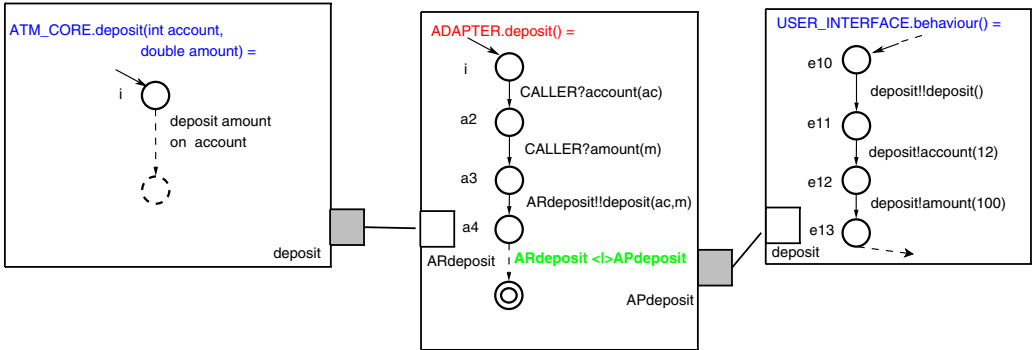 ATM_CORE.deposit(int account,
double amount) =
i
deposit amount
on account
deposit
ADAPTER.deposit() =
i
CALLER?account(ac)
a2
CALLER?amount(m)
a3
ARdeposit!!deposit(ac,m)
a4
ARdeposit
ARdeposit <|>APdeposit
APdeposit
USER_INTERFACE.behaviour() =
e10
deposit!!deposit()
e11
deposit!account(12)
e12
deposit!amount(100)
e13
deposit